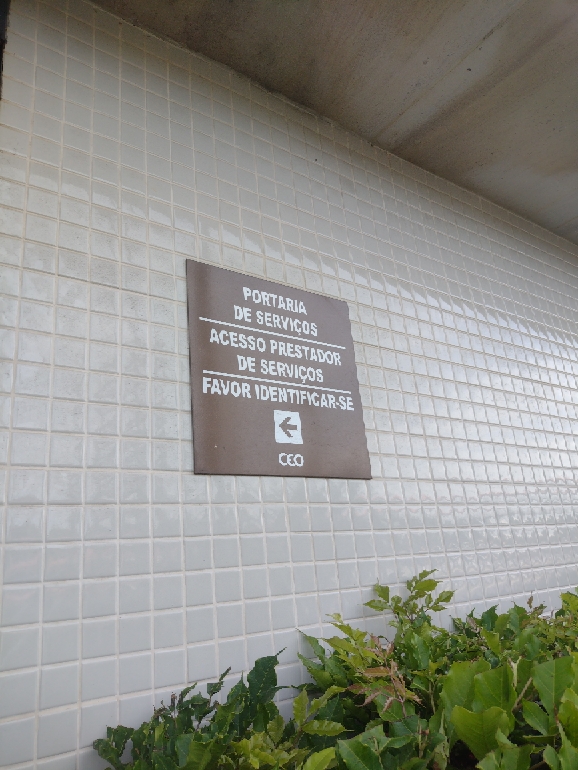 PORTARIA
DE SERVIÇOS
ACESSO PRESTADOR
DE SERVIÇOS
FAVOR IDENTIFICAR-SE
CEO